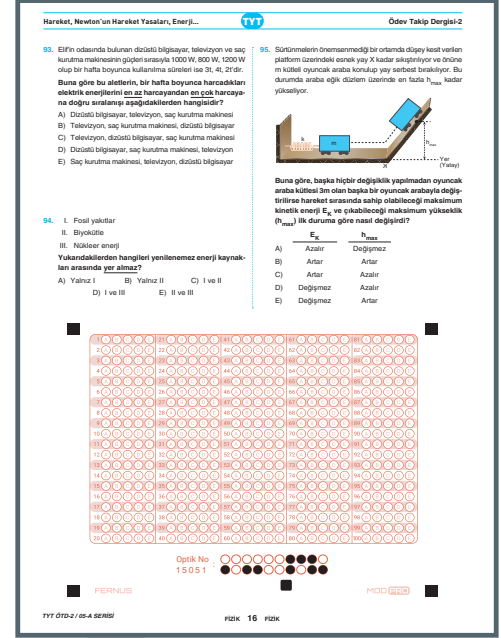 Hareket, Newton'un Hareket Yasaları, Enerji...
TYT
Ödev Takip Dergisi-2
93. Elif'in odasında bulunan dizüstü bilgisayar, televizyon ve saç
kurutma makinesinin güçleri sırasıyla 1000 W, 800 W, 1200 W
olup bir hafta boyunca kullanılma süreleri ise 3t, 4t, 2t'dir.
Buna göre bu aletlerin, bir hafta boyunca harcadıkları
elektrik enerjilerini en az harcayandan en çok harcaya-
na doğru sıralanışı aşağıdakilerden hangisidir?
A) Dizüstü bilgisayar, televizyon, saç kurutma makinesi
B) Televizyon, saç kurutma makinesi, dizüstü bilgisayar
C) Televizyon, dizüstü bilgisayar, saç kurutma makinesi
D) Dizüstü bilgisayar, saç kurutma makinesi, televizyon
E) Saç kurutma makinesi, televizyon, dizüstü bilgisayar
94. I. Fosil yakıtlar
II. Biyokütle
III. Nükleer enerji
Yukarıdakilerden hangileri yenilenemez enerji kaynak-
ları arasında yer almaz?
A) Yalnız I B) Yalnız II C) I ve II
D) I ve III E) II ve III
95. Sürtünmelerin önemsenmediği bir ortamda düşey kesit verilen
platform üzerindeki esnek yay X kadar sıkıştırılıyor ve önüne
m kütleli oyuncak araba konulup yay serbest bırakılıyor. Bu
durumda araba eğik düzlem üzerinde en fazla hmax kadar
yükseliyor.
k
m
hmax
X
Yer
(Yatay)
Buna göre, başka hiçbir değişiklik yapılmadan oyuncak
araba kütlesi 3m olan başka bir oyuncak arabayla değiş-
tirilirse hareket sırasında sahip olabileceği maksimum
kinetik enerji EK ve çıkabileceği maksimum yükseklik
(hmax) ilk duruma göre nasıl değişirdi?
EK hmax
A) Azalır Değişmez
B) Artar Artar
C) Artar Azalır
D) Değişmez Azalır
E) Değişmez Artar
Optik No :
15051
FERNUS
MOD
TYT ÖTD-2 / 05-A SERİSİ
FİZİK 16 FİZİK